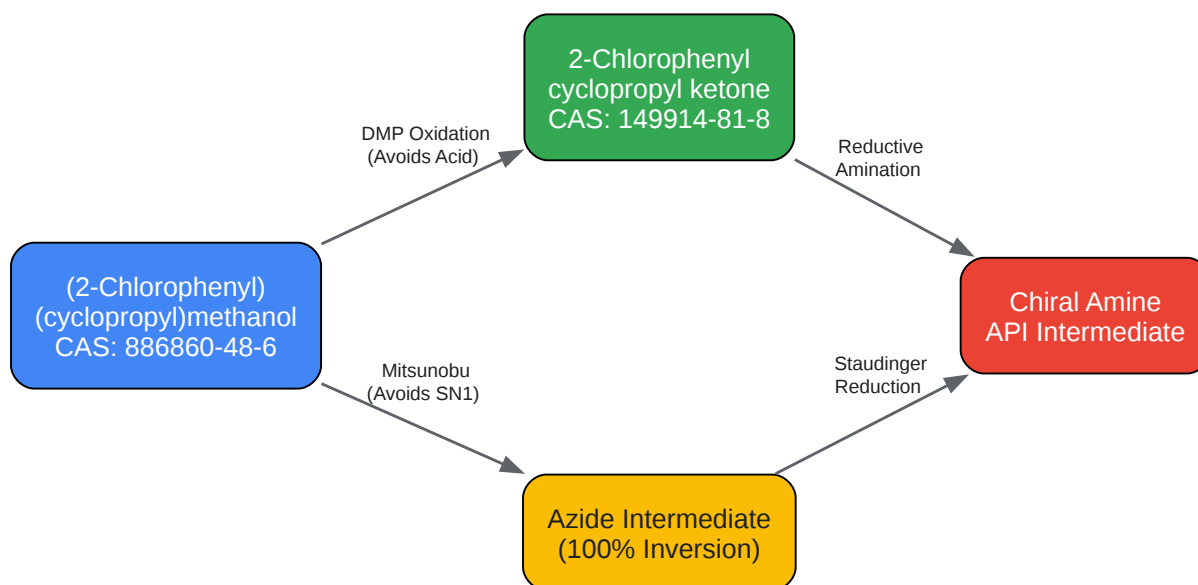 2-Chlorophenyl
cyclopropyl ketone
CAS: 149914-81-8
DMP Oxidation
(Avoids Acid)
Reductive
Amination
(2-Chlorophenyl)
(cyclopropyl)methanol
CAS: 886860-48-6
Chiral Amine
API Intermediate
Mitsunobu
(Avoids SN1)
Staudinger
Reduction
Azide Intermediate
(100% Inversion)